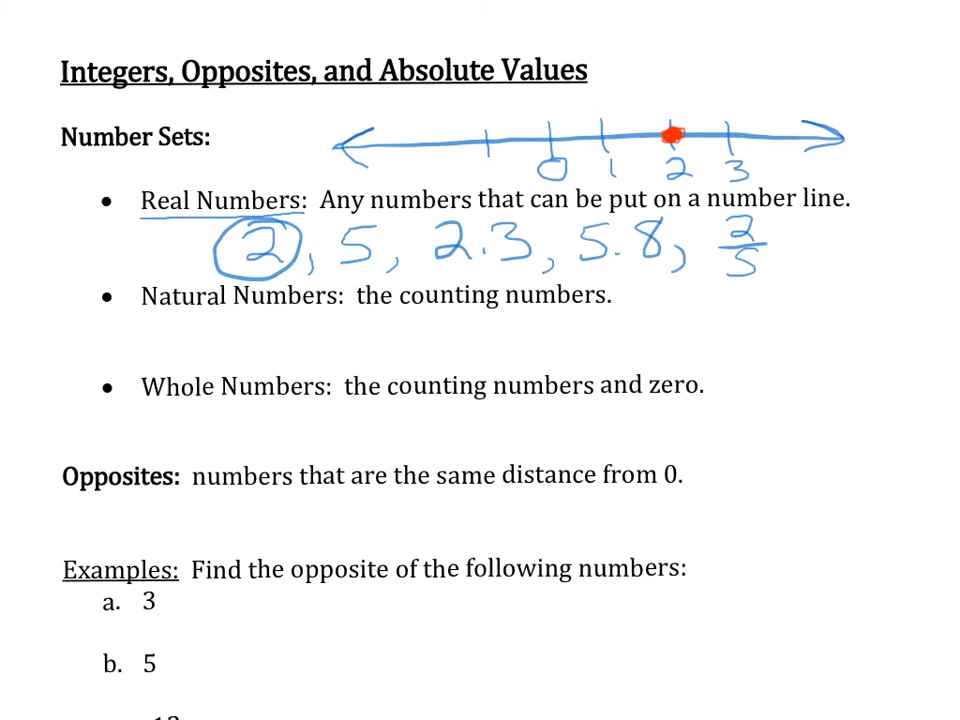 Integers, Opposites, and Absolute Values
Number Sets:
0 1 2 3
• Real Numbers: Any numbers that can be put on a number line.
2, 5, 2.3, 5.8, 2/5
• Natural Numbers: the counting numbers.
• Whole Numbers: the counting numbers and zero.
Opposites: numbers that are the same distance from 0.
Examples: Find the opposite of the following numbers:
a. 3
b. 5